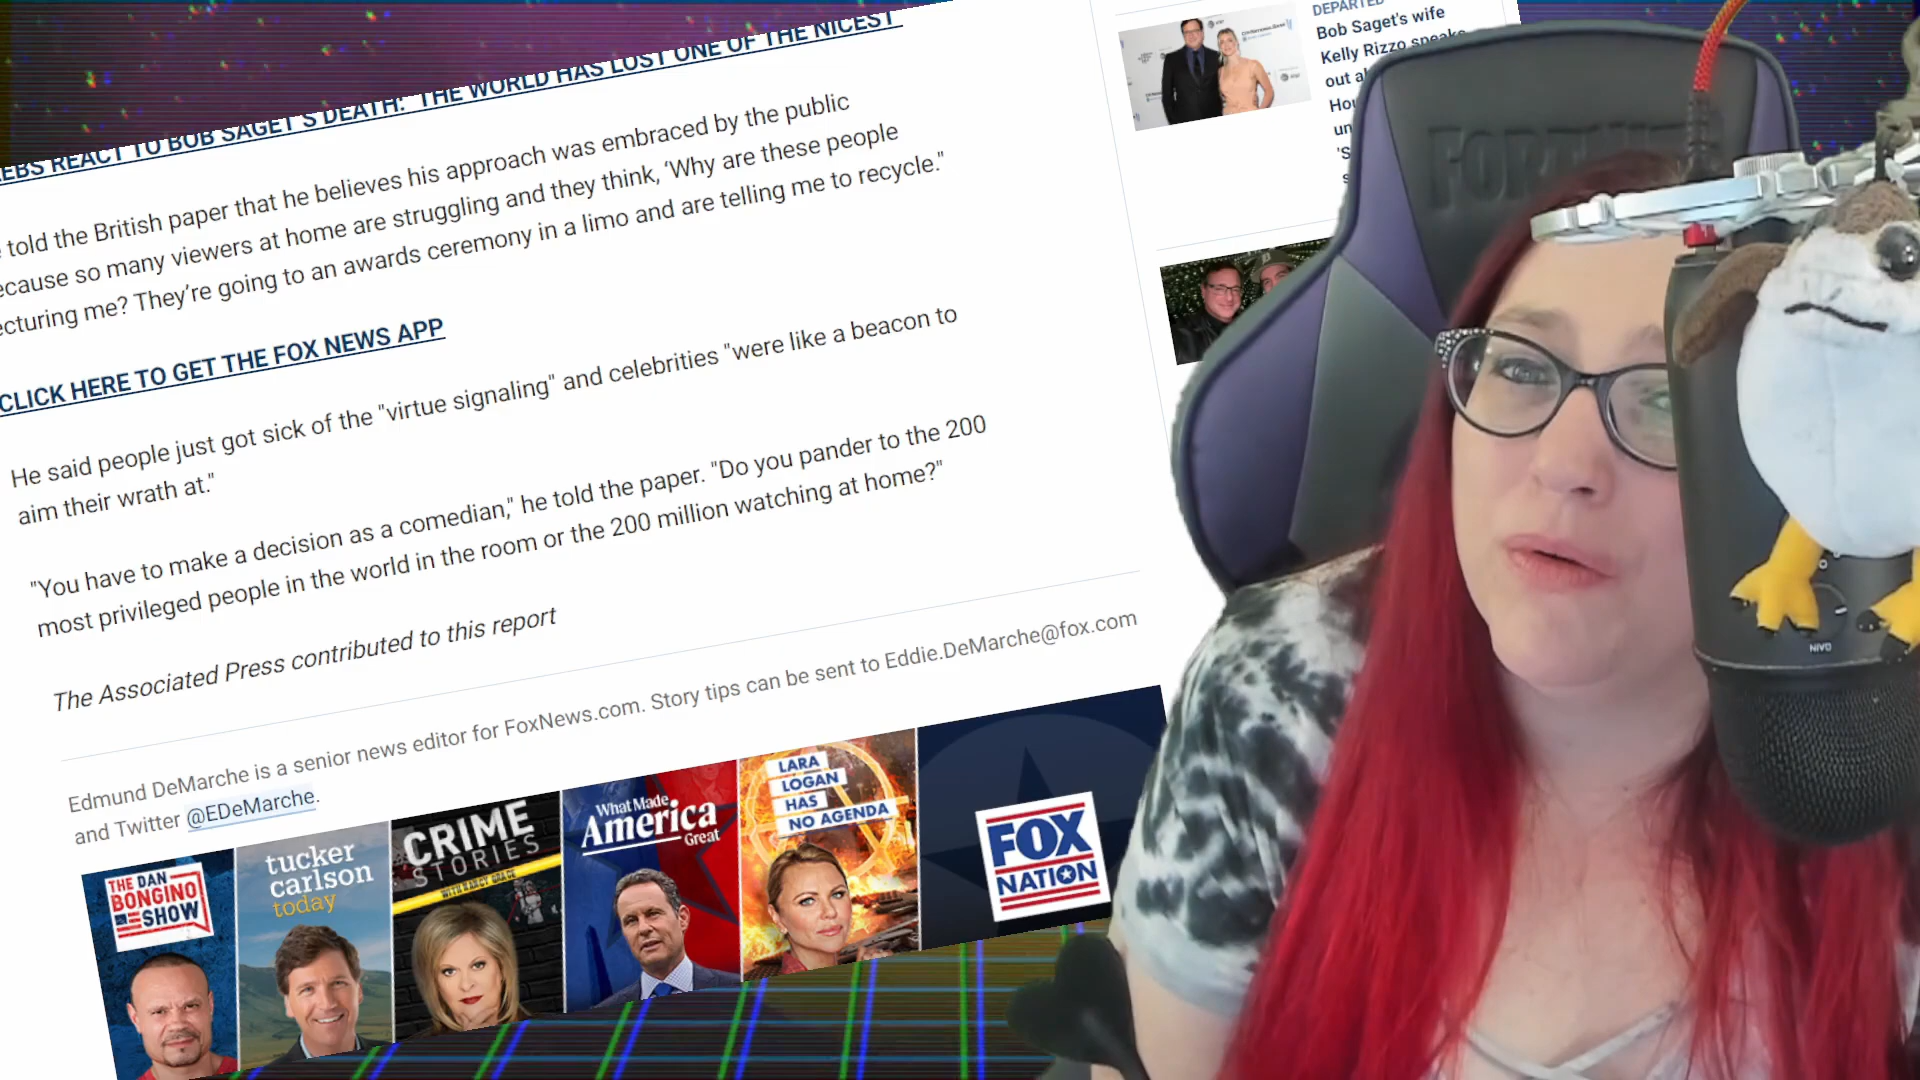 EBS REACT TO BOB SAGET'S DEATH: 'THE WORLD HAS LOST ONE OF THE NICEST
told the British paper that he believes his approach was embraced by the public
ecause so many viewers at home are struggling and they think, ‘Why are these people
ecturing me? They’re going to an awards ceremony in a limo and are telling me to recycle."
CLICK HERE TO GET THE FOX NEWS APP
He said people just got sick of the "virtue signaling" and celebrities "were like a beacon to
aim their wrath at."
"You have to make a decision as a comedian," he told the paper. "Do you pander to the 200
most privileged people in the world in the room or the 200 million watching at home?"
The Associated Press contributed to this report
Edmund DeMarche is a senior news editor for FoxNews.com. Story tips can be sent to Eddie.DeMarche@fox.com
and Twitter @EDeMarche.
THE DAN
BONGINO
SHOW
tucker
carlson
today
CRIME
STORIES
WITH NANCY GRACE
What Made
America
Great
LARA
LOGAN
HAS
NO AGENDA
FOX
NATION
DEPARTED
Bob Saget's wife
Kelly Rizzo speaks
out
FORTNITE
NIVO